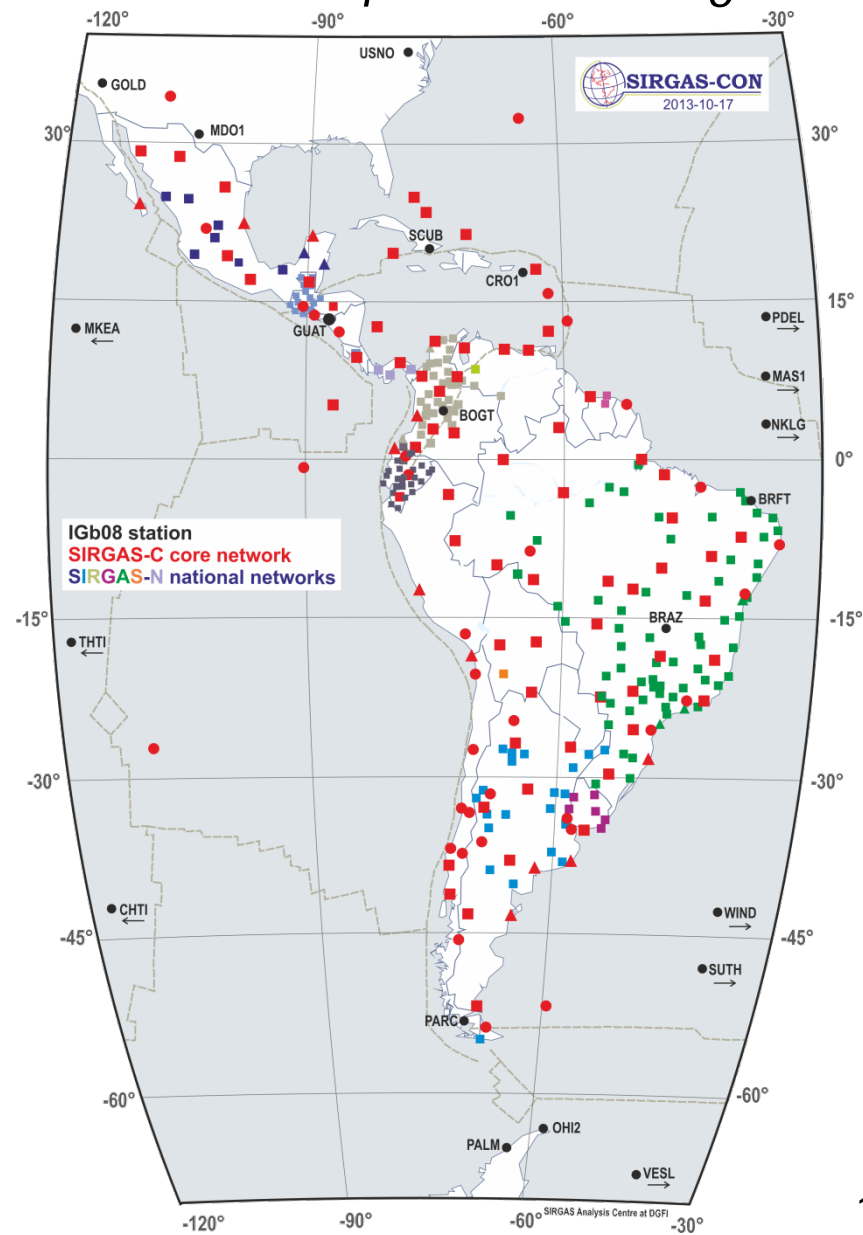 -120°
-90°
-60°
-30°
USNO
GOLD
SIRGAS-CON
2013-10-17
MDO1
30°
30°
SCUB
CRO1
15°
15°
GUAT
MKEA
PDEL
MAS1
BOGT
NKLG
0°
0°
BRFT
IGb08 station
SIRGAS-C core network
SIRGAS-N national networks
-15°
-15°
BRAZ
THTI
-30°
-30°
CHTI
WIND
-45°
-45°
SUTH
PARC
-60°
-60°
OHI2
PALM
VESL
SIRGAS Analysis Centre at DGFI
-120°
-90°
-60°
-30°